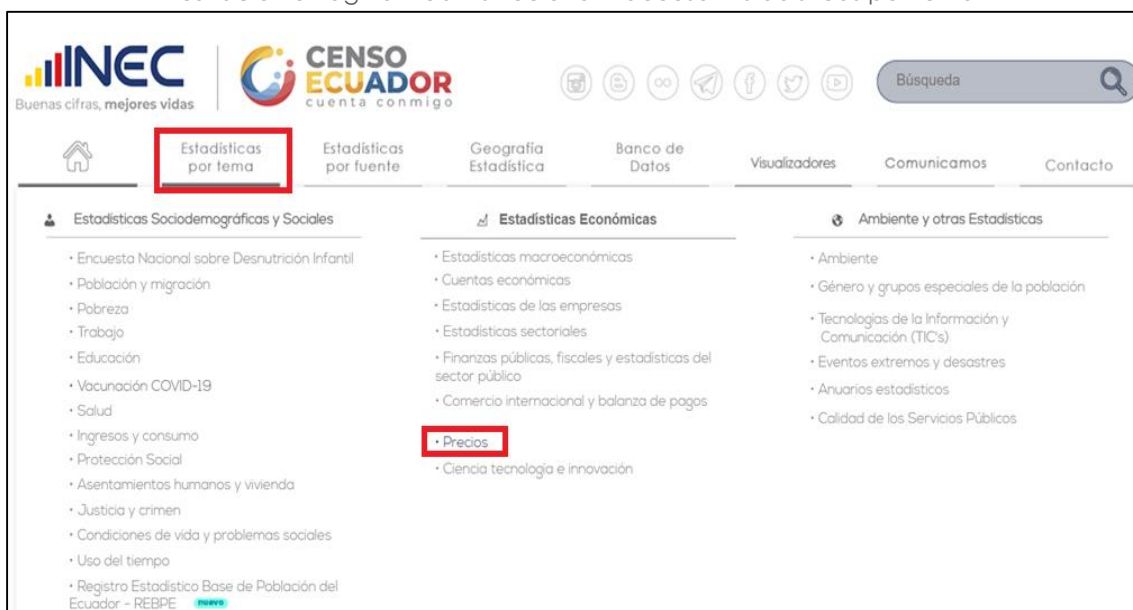 INEC
Buenas cifras, mejores vidas
CENSO
ECUADOR
cuenta conmigo
Búsqueda
Estadísticas
por tema
Estadísticas
por fuente
Geografía
Estadística
Banco de
Datos
Visualizadores
Comunicamos
Contacto
Estadísticas Sociodemográficas y Sociales
• Encuesta Nacional sobre Desnutrición Infantil
• Población y migración
• Pobreza
• Trabajo
• Educación
• Vacunación COVID-19
• Salud
• Ingresos y consumo
• Protección Social
• Asentamientos humanos y vivienda
• Justicia y crimen
• Condiciones de vida y problemas sociales
• Uso del tiempo
• Registro Estadístico Base de Población del
Ecuador - REBPE nuevo
Estadísticas Económicas
• Estadísticas macroeconómicas
• Cuentas económicas
• Estadísticas de las empresas
• Estadísticas sectoriales
• Finanzas públicas, fiscales y estadísticas del
sector público
• Comercio internacional y balanza de pagos
• Precios
• Ciencia tecnología e innovación
Ambiente y otras Estadísticas
• Ambiente
• Género y grupos especiales de la población
• Tecnologías de la Información y
Comunicación (TIC's)
• Eventos extremos y desastres
• Anuarios estadísticos
• Calidad de los Servicios Públicos